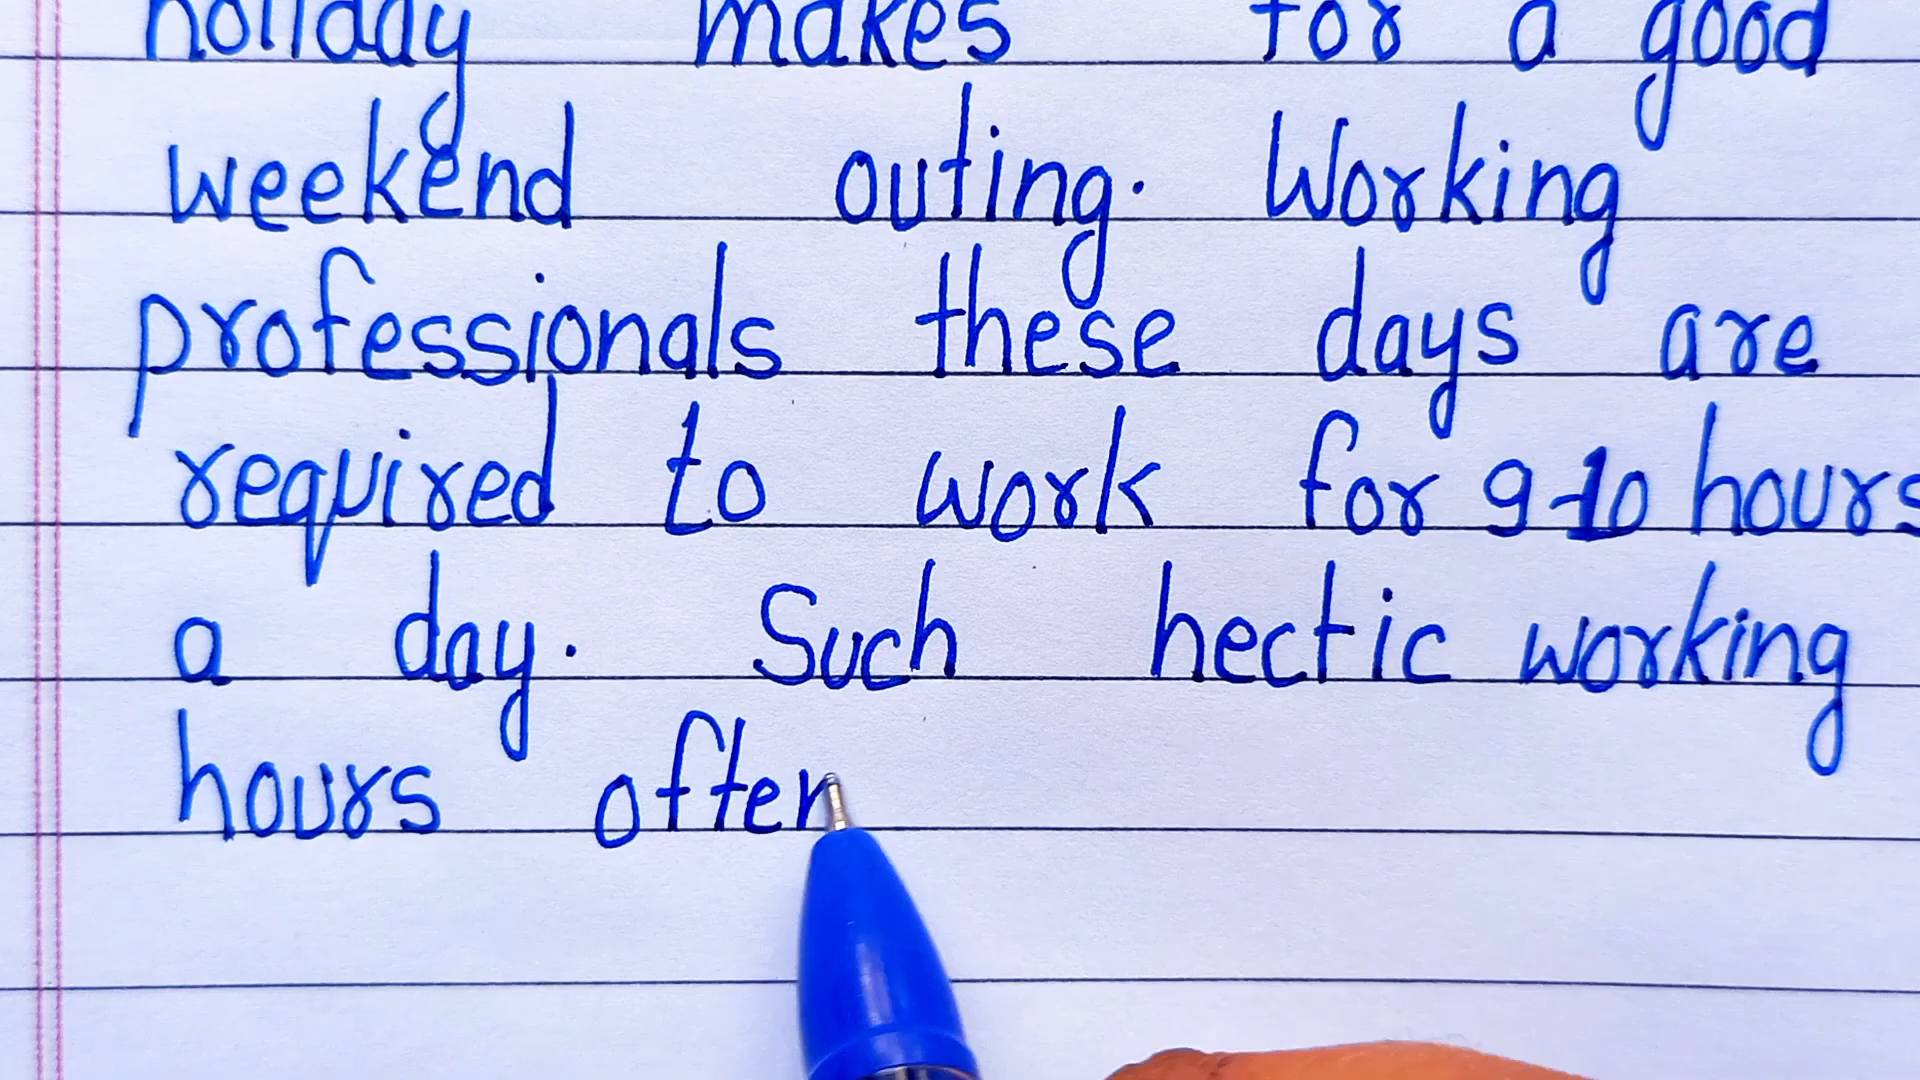 holiday makes for a good
weekend outing. Working
professionals these days are
required to work for 9-10 hours
a day. Such hectic working
hours often